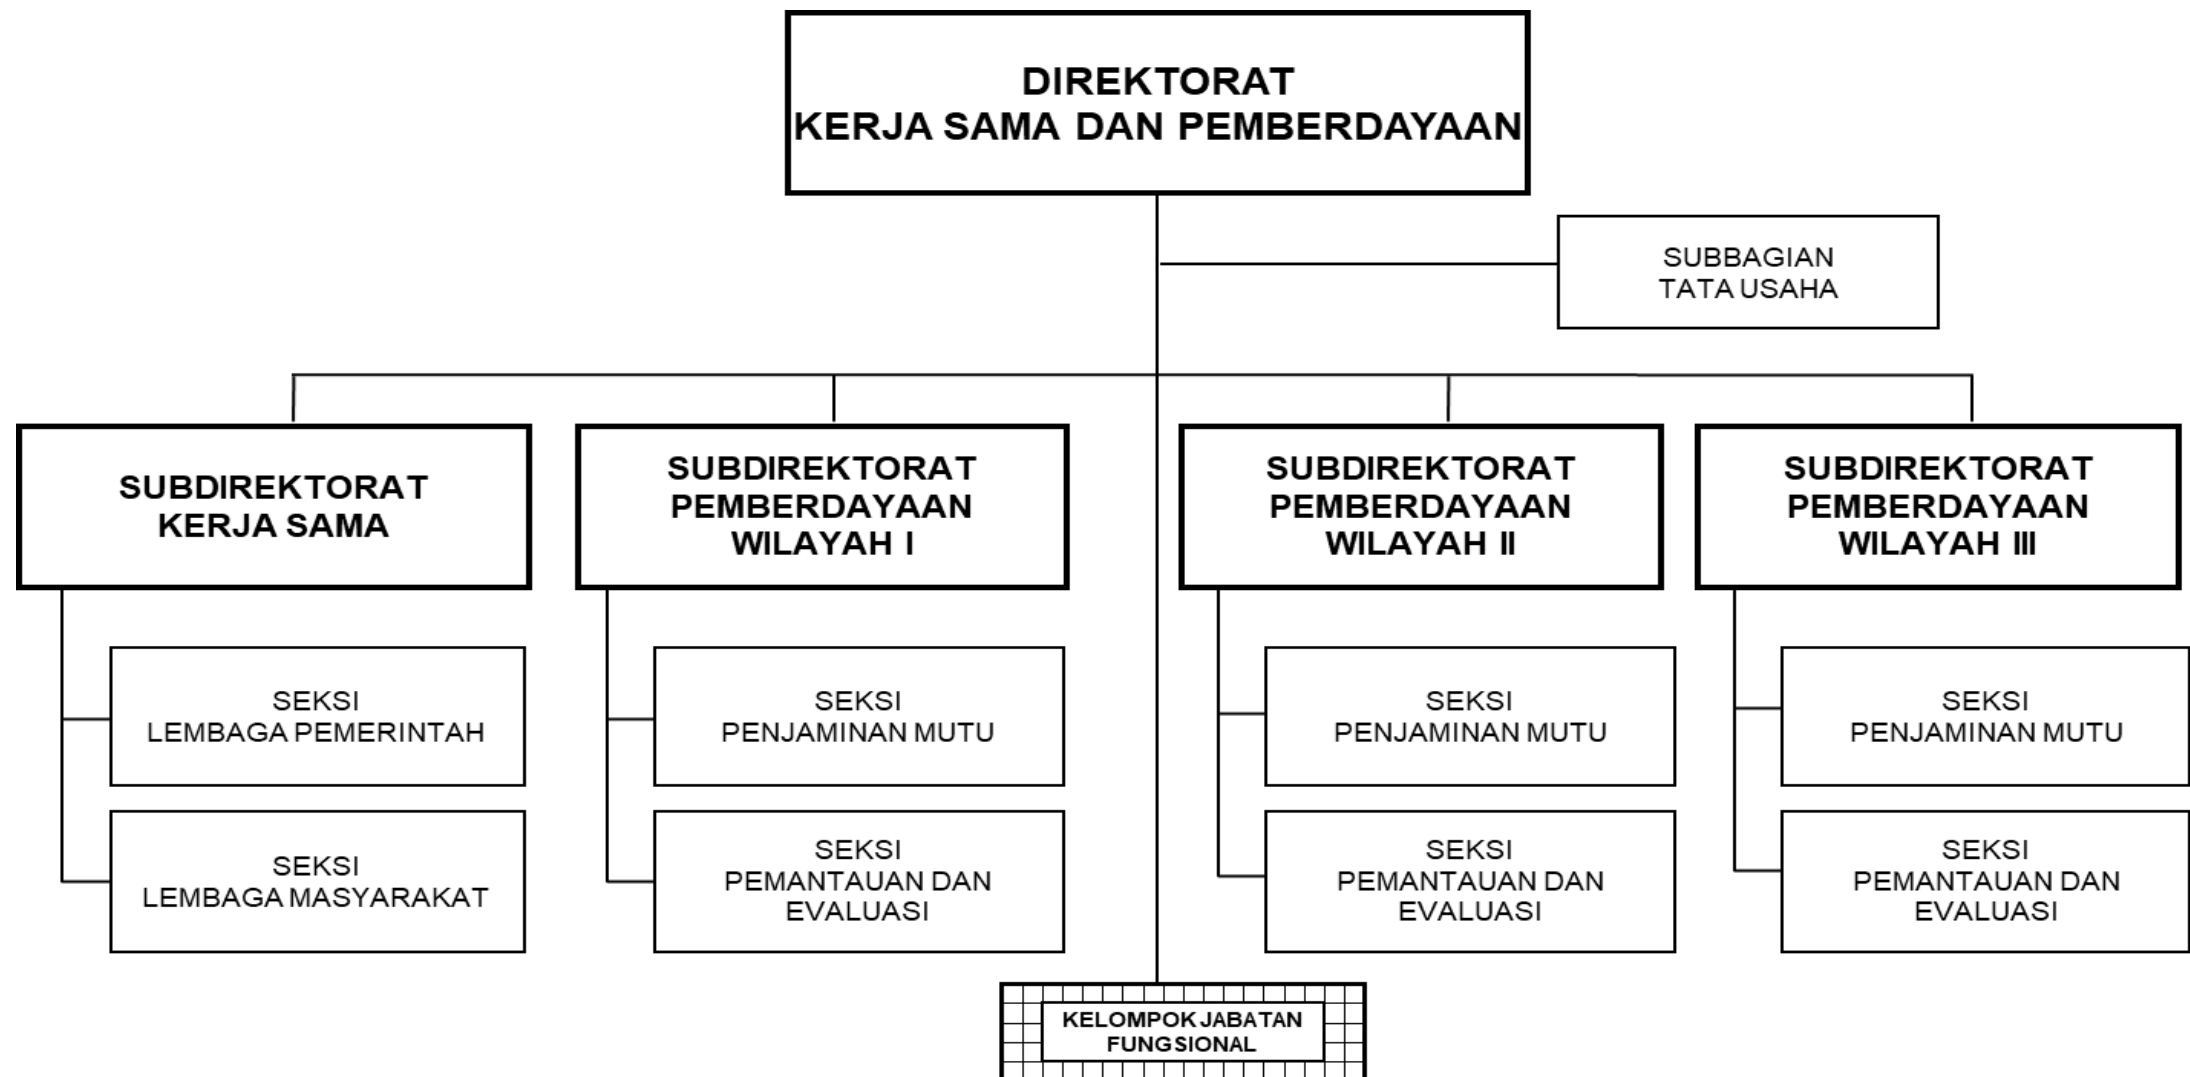 DIREKTORAT
KERJA SAMA DAN PEMBERDAYAAN
SUBBAGIAN
TATA USAHA
SUBDIREKTORAT
KERJA SAMA
SUBDIREKTORAT
PEMBERDAYAAN
WILAYAH I
SUBDIREKTORAT
PEMBERDAYAAN
WILAYAH II
SUBDIREKTORAT
PEMBERDAYAAN
WILAYAH III
SEKSI
LEMBAGA PEMERINTAH
SEKSI
PENJAMINAN MUTU
SEKSI
PENJAMINAN MUTU
SEKSI
PENJAMINAN MUTU
SEKSI
LEMBAGA MASYARAKAT
SEKSI
PEMANTAUAN DAN
EVALUASI
SEKSI
PEMANTAUAN DAN
EVALUASI
SEKSI
PEMANTAUAN DAN
EVALUASI
KELOMPOK JABATAN
FUNGSIONAL